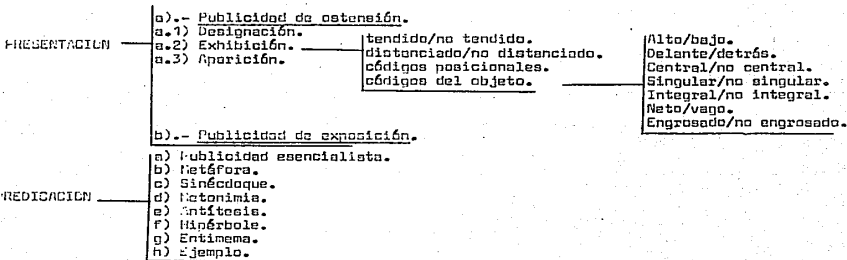 a).- Publicidad de ostensión.
PRESENTACION
a.1) Designación.
a.2) Exhibición.
a.3) Aparición.
tendido/no tendido.
distanciado/no distanciado.
códigos posicionales.
códigos del objeto.
Alto/bajo.
Delante/detrás.
Central/no central.
Singular/no singular.
Integral/no integral.
Neto/vago.
Engrosado/no engrosado.
b).- Publicidad de exposición.
PREDICACION
a) Publicidad esencialista.
b) Metáfora.
c) Sinécdoque.
d) Metonimia.
e) Antítesis.
f) Hipérbole.
g) Entimema.
h) Ejemplo.